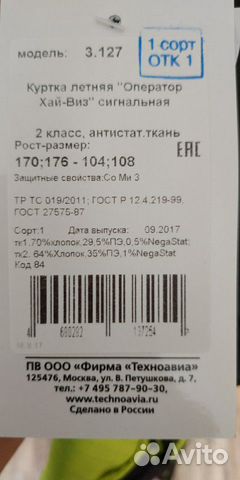 модель: 3.127
1 сорт
ОТК 1
Куртка летняя "Оператор
Хай-Виз" сигнальная
2 класс, антистат.ткань
Рост-размер:
170;176 - 104;108
EAC
Защитные свойства:Со Ми З
ТР ТС 019/2011; ГОСТ Р 12.4.219-99,
ГОСТ 27575-87
Сорт:1 Дата выпуска: 09.2017
тк1.70%хлопок,29,5%ПЭ,0,5%NegaStat;
тк2. 64%Хлопок,35%ПЭ,1%NegaStat
Код 84
ПВ ООО «Фирма «Техноавиа»
125476, Москва, ул. В. Петушкова, д. 7,
тел.: +7 495 787-90-30,
www.technoavia.ru
Сделано в России
Avito